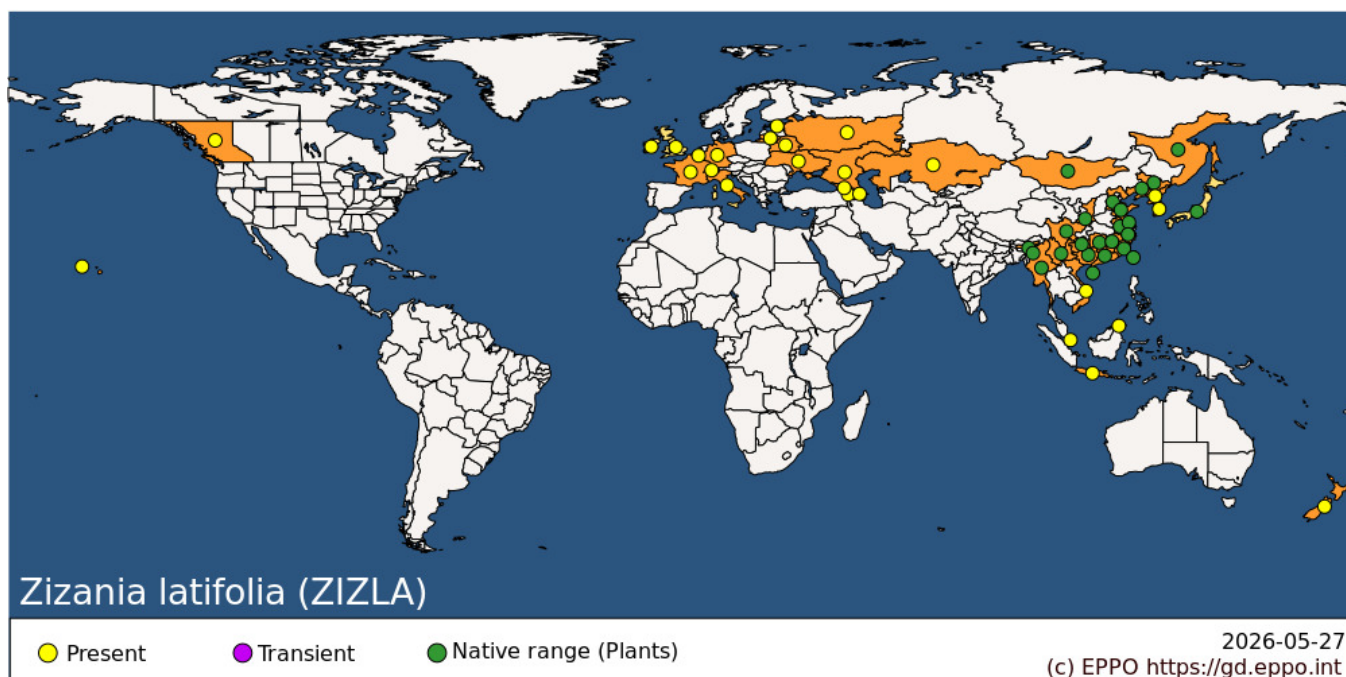 Zizania latifolia (ZIZLA)
Present
Transient
Native range (Plants)
2026-05-27
(c) EPPO https://gd.eppo.int